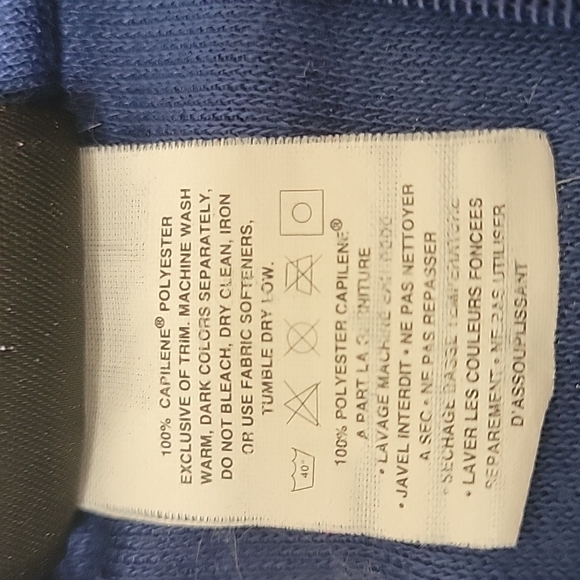 100% CAPILENE® POLYESTER
EXCLUSIVE OF TRIM. MACHINE WASH
WARM, DARK COLORS SEPARATELY,
DO NOT BLEACH, DRY CLEAN, IRON
OR USE FABRIC SOFTENERS,
TUMBLE DRY LOW.
40°
100% POLYESTER CAPILENE®
A PART LA
• LAVAGE MACHINE
• JAVEL INTERDIT • NE PAS NETTOYER
A SEC • NE PAS REPASSER
• SECHAGE BASSE TEMPERATURE
• LAVER LES COULEURS FONCEES
SEPAREMENT • NE PAS UTILISER
D'ASSOUPLISSANT